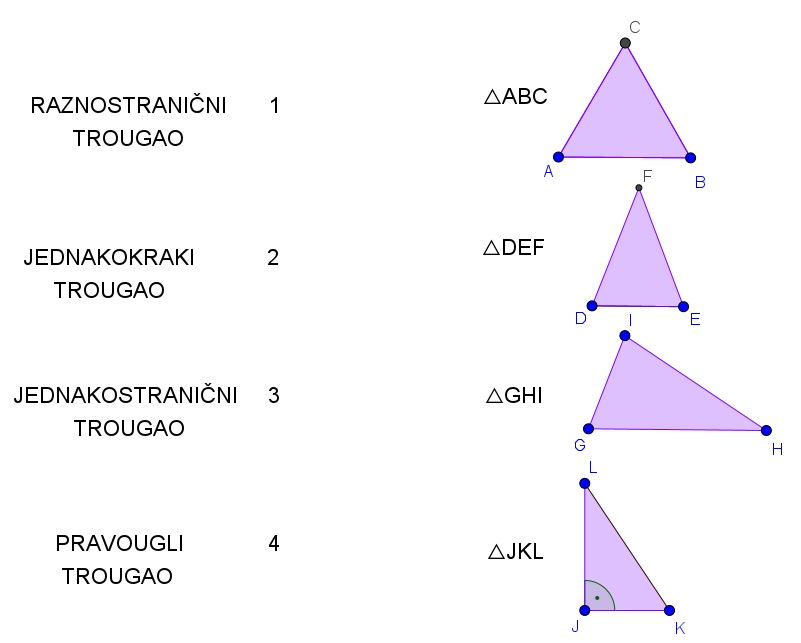 RAZNOSTRANIČNI 1
TROUGAO
△ABC
C
A
B
JEDNAKOKRAKI 2
TROUGAO
△DEF
F
D
E
JEDNAKOSTRANIČNI 3
TROUGAO
△GHI
I
G
H
PRAVOUGLI 4
TROUGAO
△JKL
L
J
K